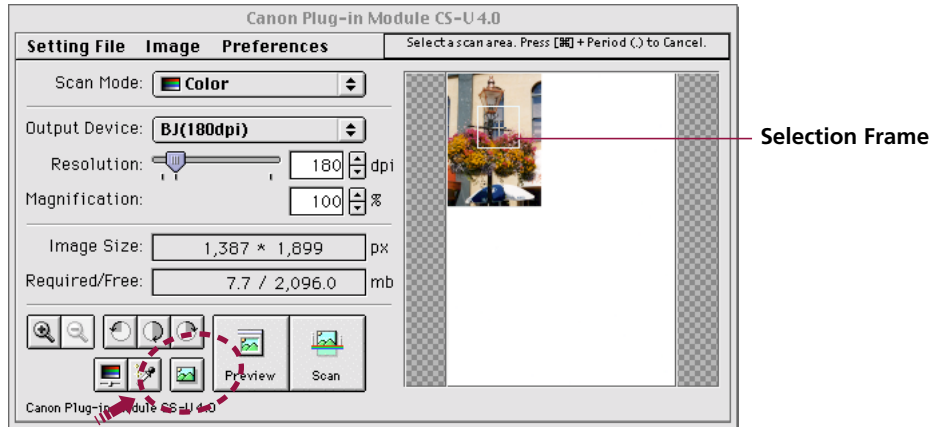 Canon Plug-in Module CS-U 4.0
Setting File Image Preferences
Select a scan area. Press [⌘] + Period (.) to Cancel.
Scan Mode: Color
Output Device: BJ(180dpi)
Resolution: 180 dpi
Magnification: 100 %
Image Size: 1,387 * 1,899 px
Required/Free: 7.7 / 2,096.0 mb
Preview Scan
Canon Plug-in Module CS-U 4.0
Selection Frame